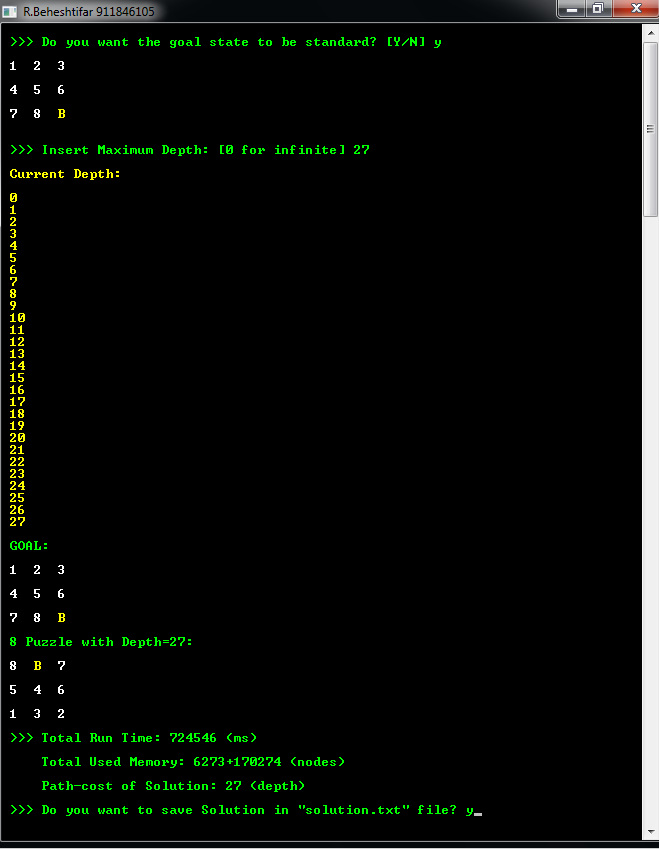 R.Beheshtifar 911846105
>>> Do you want the goal state to be standard? [Y/N] y
1 2 3
4 5 6
7 8 B
>>> Insert Maximum Depth: [0 for infinite] 27
Current Depth:
0
1
2
3
4
5
6
7
8
9
10
11
12
13
14
15
16
17
18
19
20
21
22
23
24
25
26
27
GOAL:
1 2 3
4 5 6
7 8 B
8 Puzzle with Depth=27:
8 B 7
5 4 6
1 3 2
>>> Total Run Time: 724546 (ms)
Total Used Memory: 6273+170274 (nodes)
Path-cost of Solution: 27 (depth)
>>> Do you want to save Solution in "solution.txt" file? y_